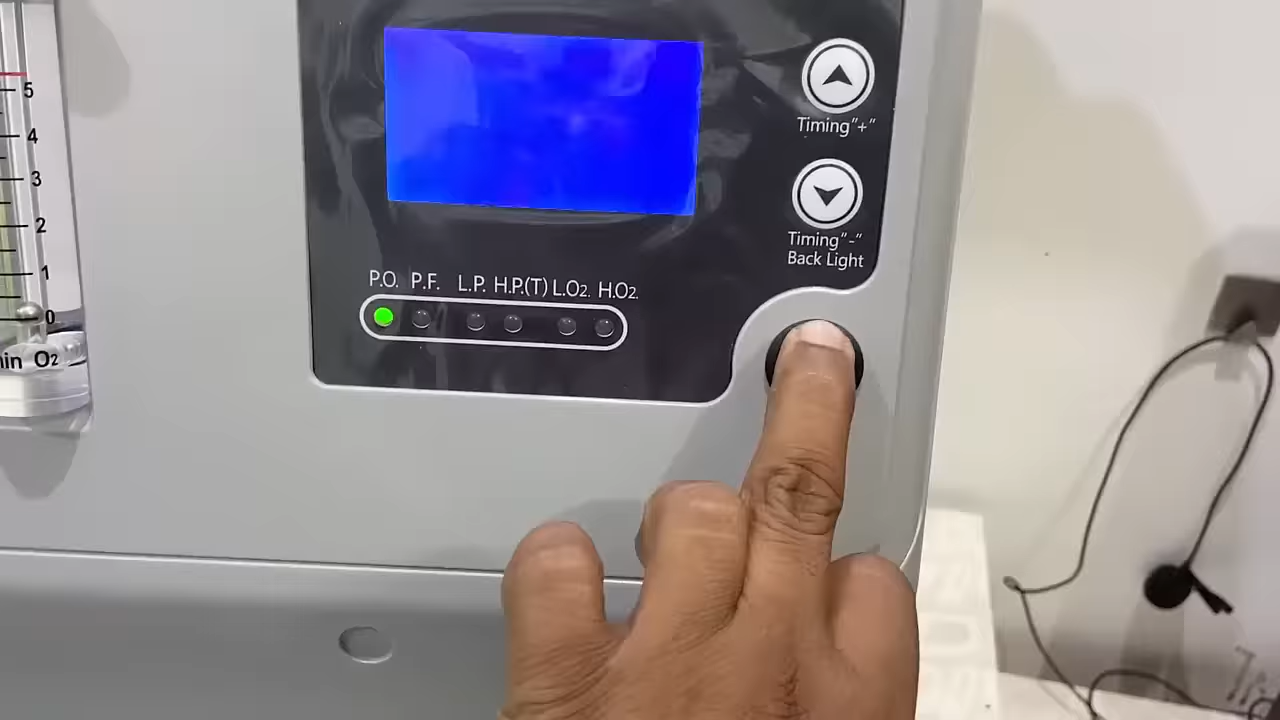 5
4
3
2
1
0
min O₂
Timing"+"
Timing"-"
Back Light
P.O. P.F. L.P. H.P.(T) L.O₂. H.O₂.